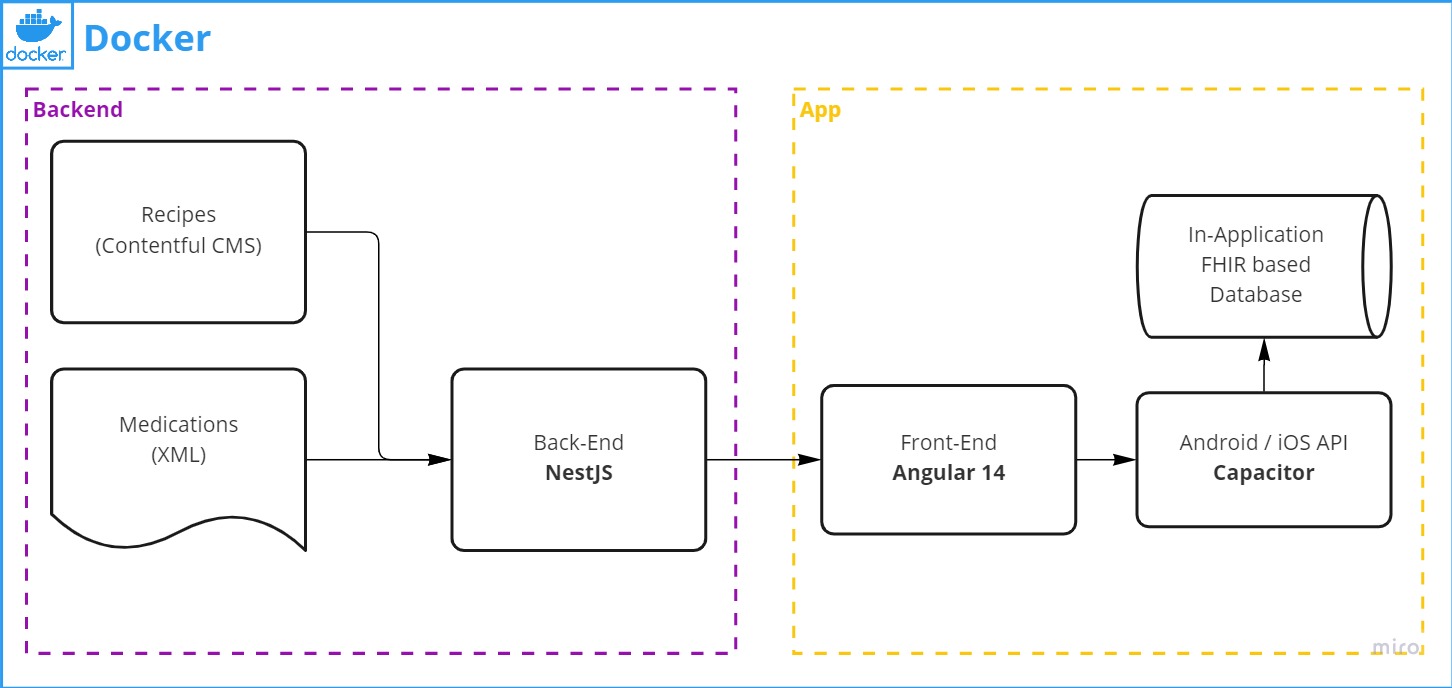 docker
Docker
Backend
Recipes
(Contentful CMS)
Medications
(XML)
Back-End
NestJS
App
In-Application
FHIR based
Database
Front-End
Angular 14
Android / iOS API
Capacitor
miro